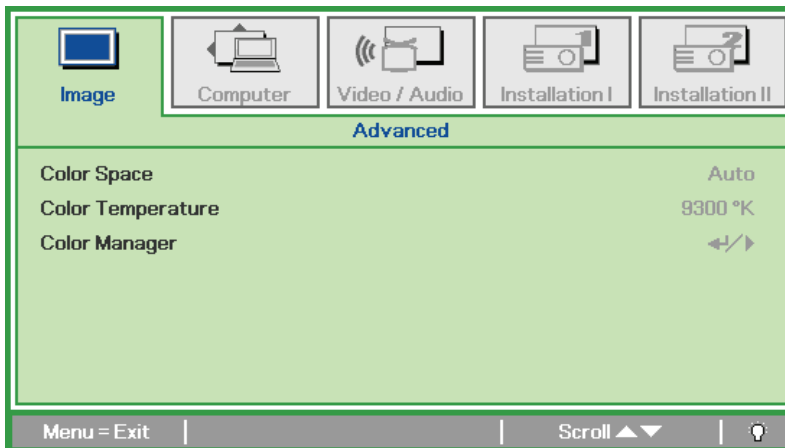 Image Computer Video / Audio Installation I Installation II
Advanced
Color Space Auto
Color Temperature 9300 °K
Color Manager ↵/▶
Menu = Exit Scroll ▲▼